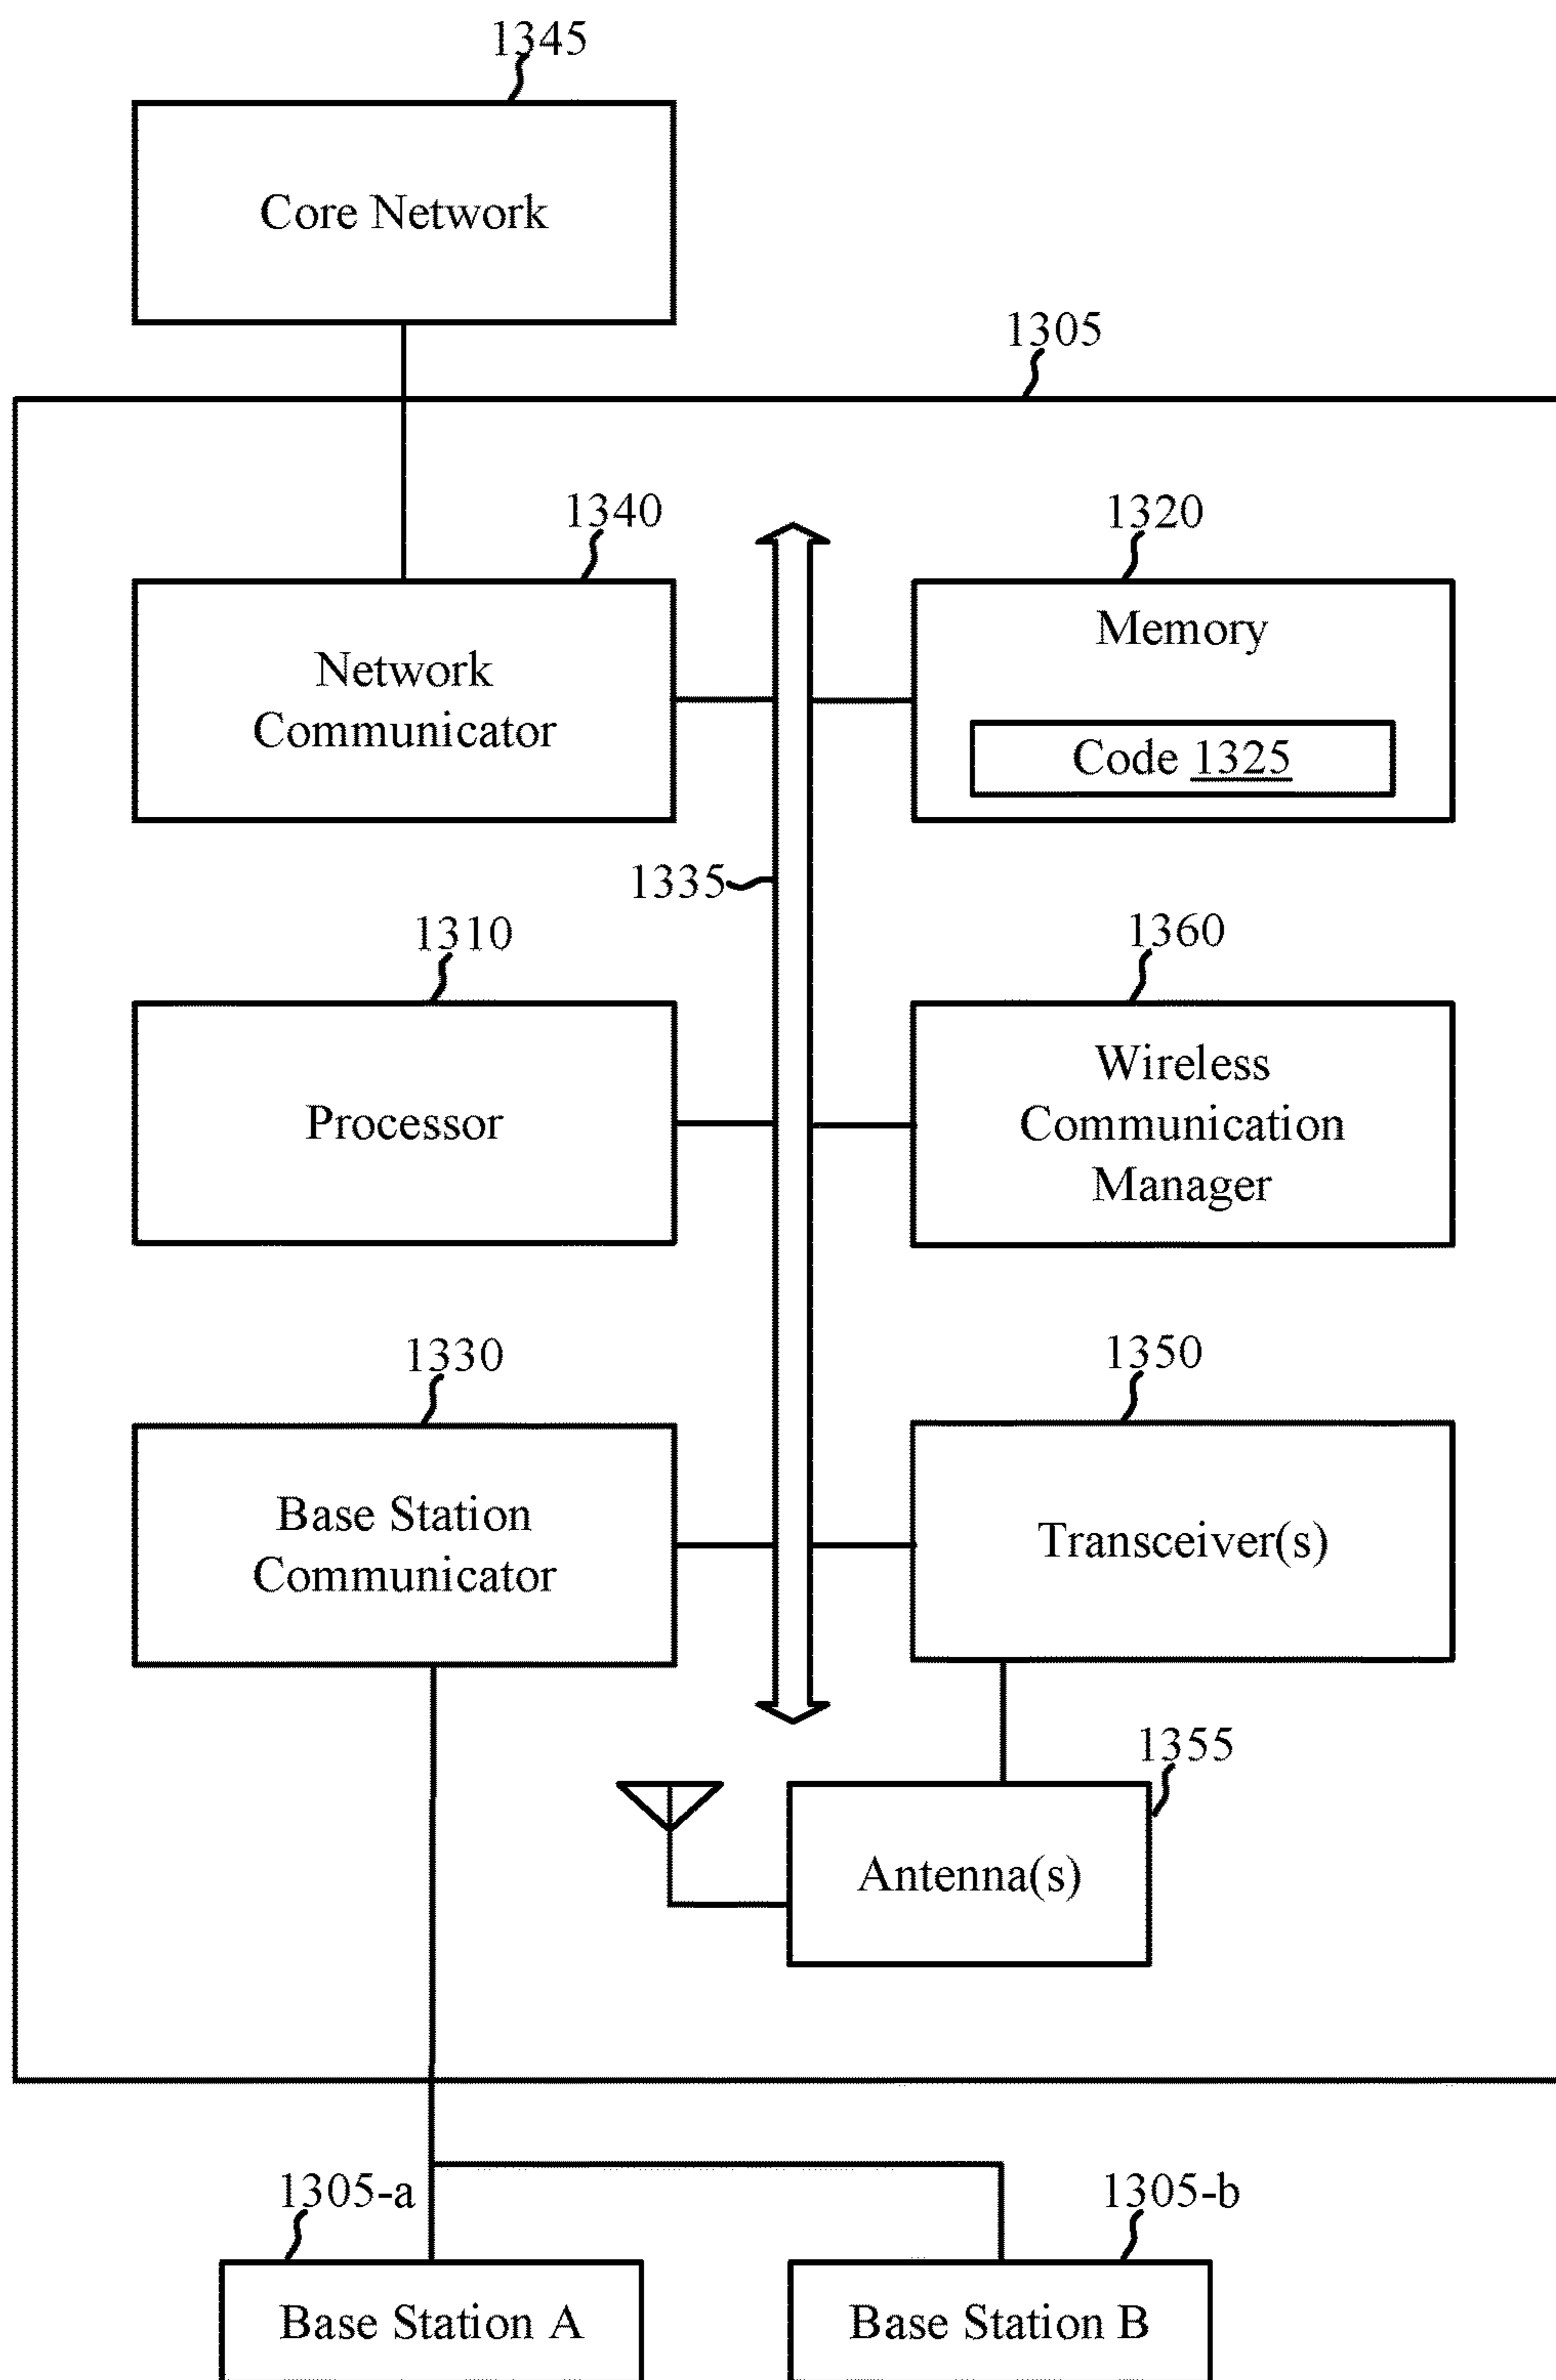 1345
Core Network
1305
1340
1320
Network
Communicator
Memory
Code 1325
1335
1310
1360
Processor
Wireless
Communication
Manager
1330
1350
Base Station
Communicator
Transceiver(s)
1355
Antenna(s)
1305-a
1305-b
Base Station A
Base Station B